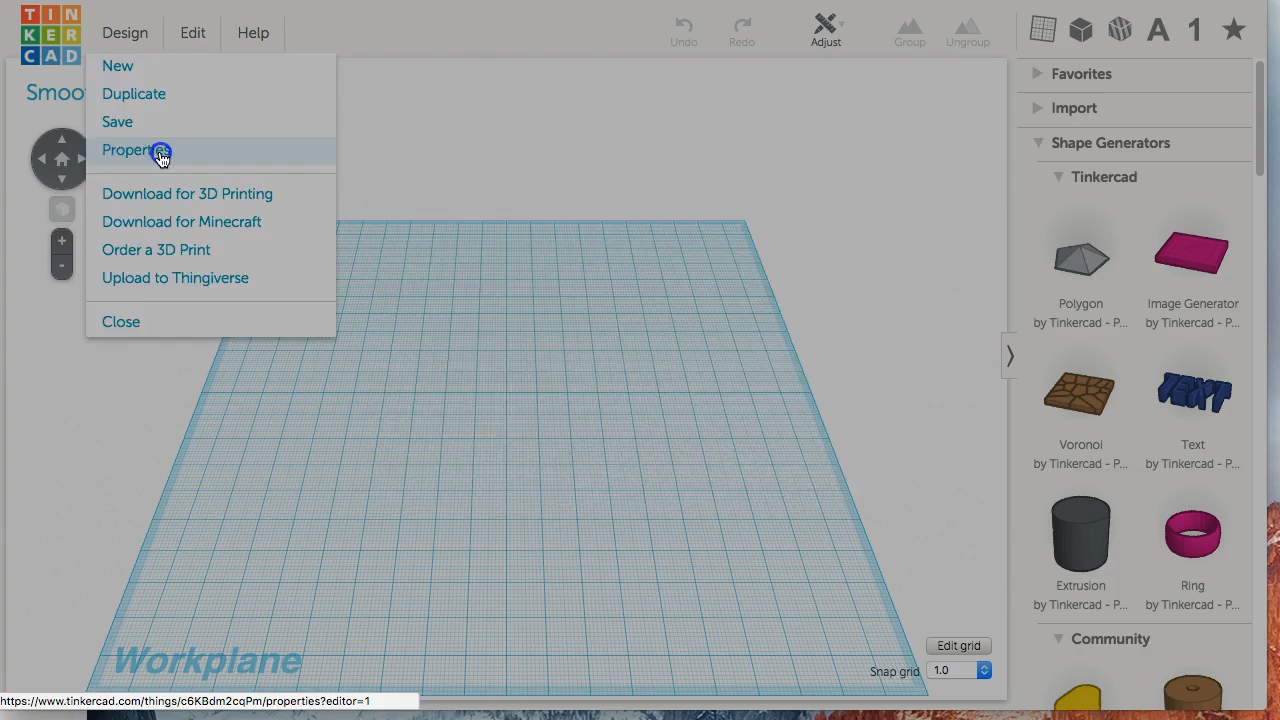 TIN
KER
CAD
Design
Edit
Help
Undo
Redo
Adjust
Group
Ungroup
A
1
Smoo
New
Duplicate
Save
Properties
Download for 3D Printing
Download for Minecraft
Order a 3D Print
Upload to Thingiverse
Close
+
-
Workplane
Edit grid
Snap grid
1.0
Favorites
Import
Shape Generators
Tinkercad
Polygon
by Tinkercad - P...
Image Generator
by Tinkercad - P...
Voronoi
by Tinkercad - P...
TEXT
Text
by Tinkercad - P...
Extrusion
by Tinkercad - P...
Ring
by Tinkercad - P...
Community
https://www.tinkercad.com/things/c6KBdm2cqPm/properties?editor=1